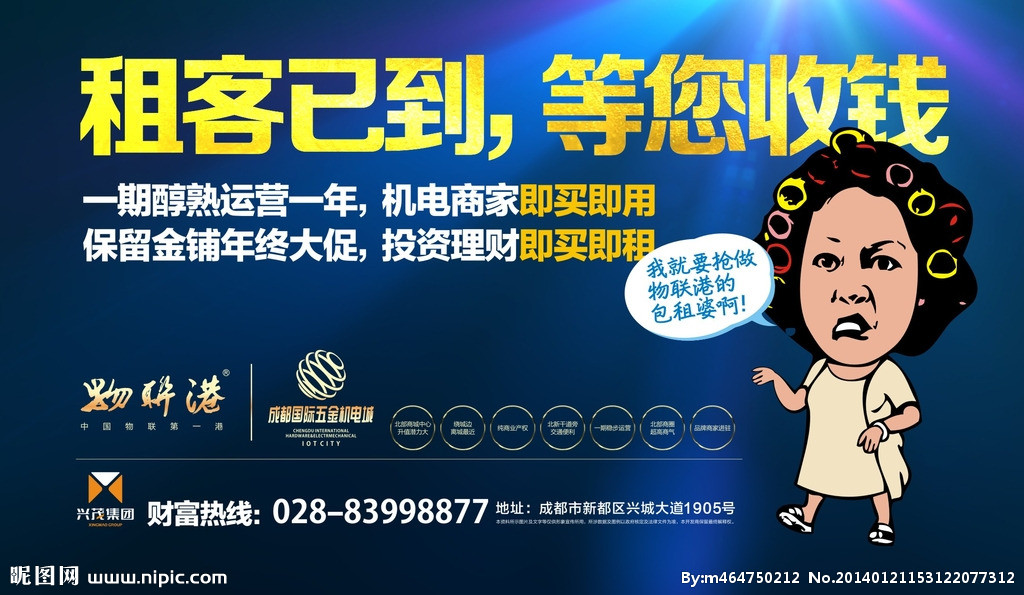 租客已到，等您收钱
一期醇熟运营一年，机电商家即买即用
保留金铺年终大促，投资理财即买即租
我就要抢做
物联港的
包租婆啊！
物联港®
中国物联第一港
成都国际五金机电城
CHENGDU INTERNATIONAL
HARDWARE&ELECTRMECHANICAL
IOTCITY
北部商城中心
升值潜力大
绕城边
离城最近
纯商业产权
北新干道旁
交通便利
一期稳步运营
北部商圈
超高商气
品牌商家进驻
兴茂集团
XINGMAO GROUP
财富热线：028-83998877
地址：成都市新都区兴城大道1905号
昵图网 www.nipic.com
By:m464750212 No.20140121153122077312